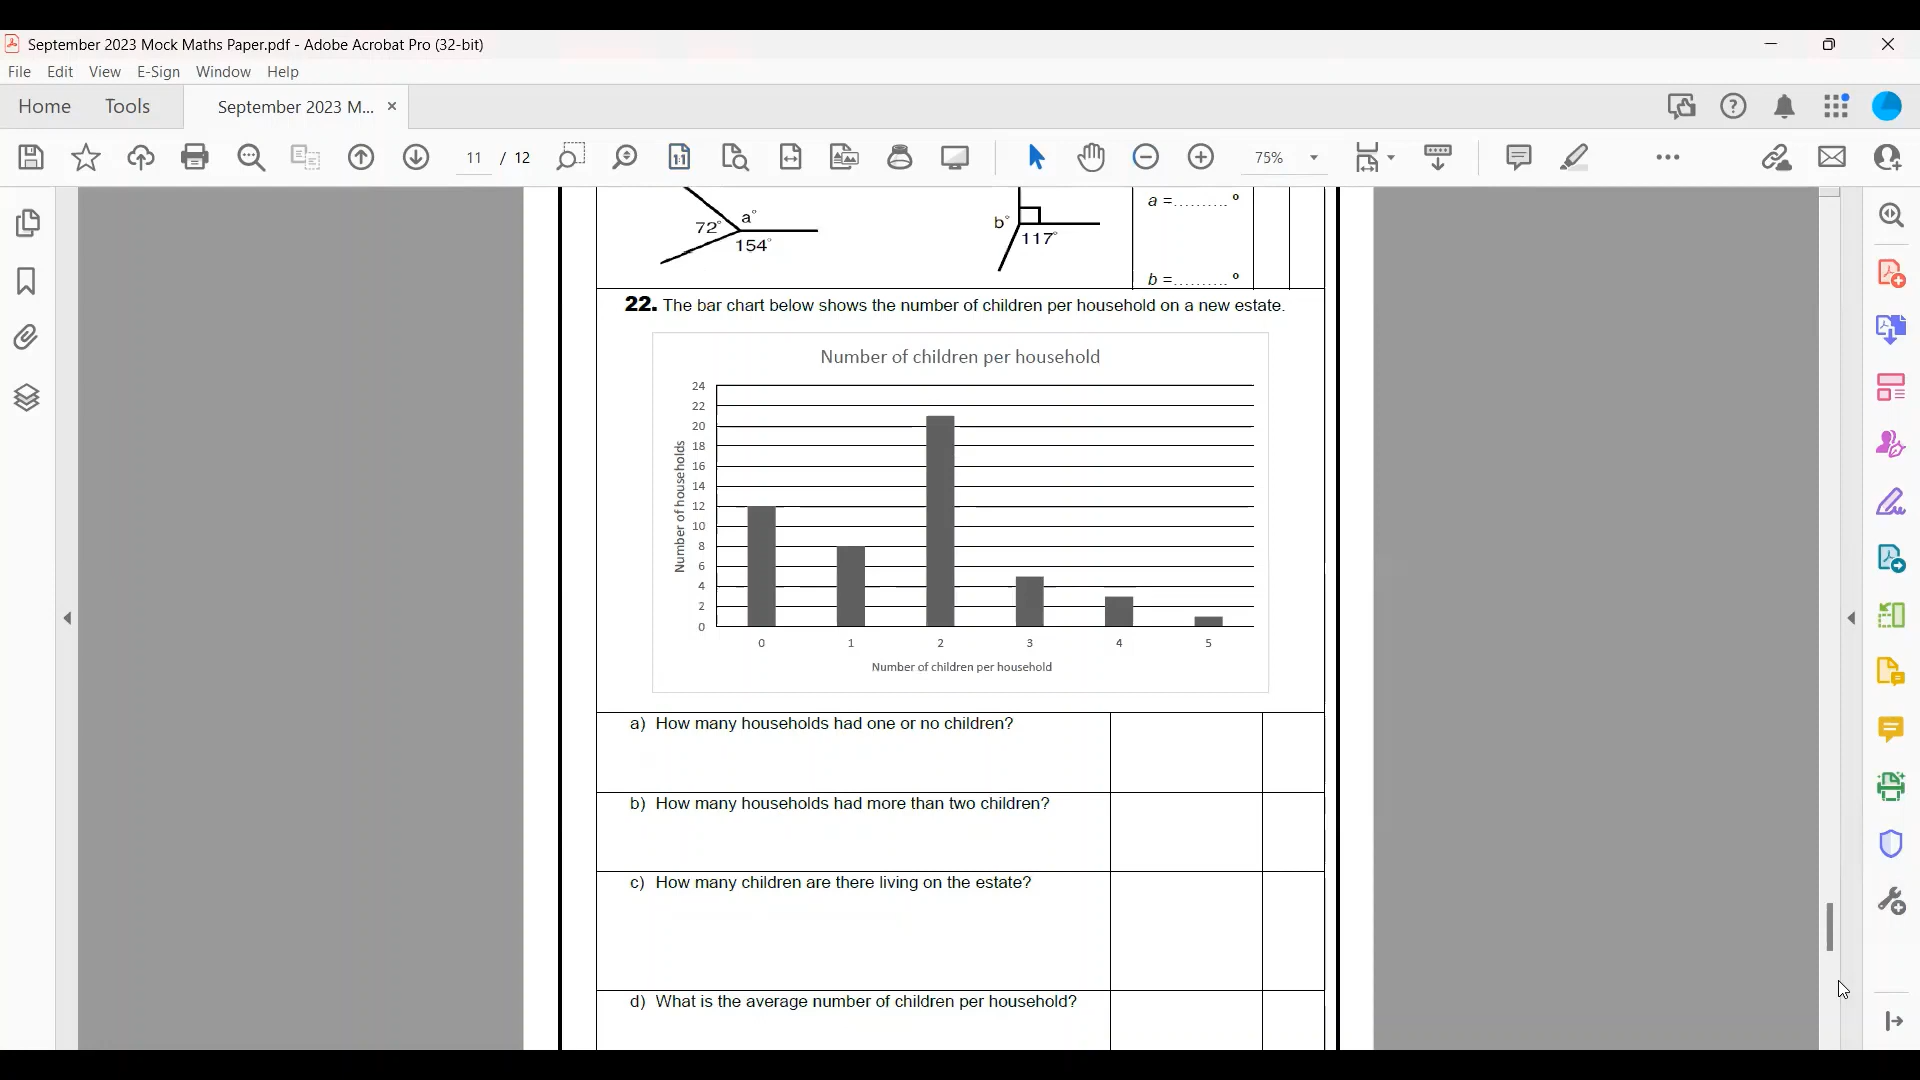 September 2023 Mock Maths Paper.pdf - Adobe Acrobat Pro (32-bit)
File Edit View E-Sign Window Help
Home Tools September 2023 M... ×
11 / 12 75%
72° a° 154°
b° 117°
a =.......... º
b =.......... º
22. The bar chart below shows the number of children per household on a new estate.
Number of children per household
Number of households
24
22
20
18
16
14
12
10
8
6
4
2
0
0 1 2 3 4 5
Number of children per household
a) How many households had one or no children?
b) How many households had more than two children?
c) How many children are there living on the estate?
d) What is the average number of children per household?